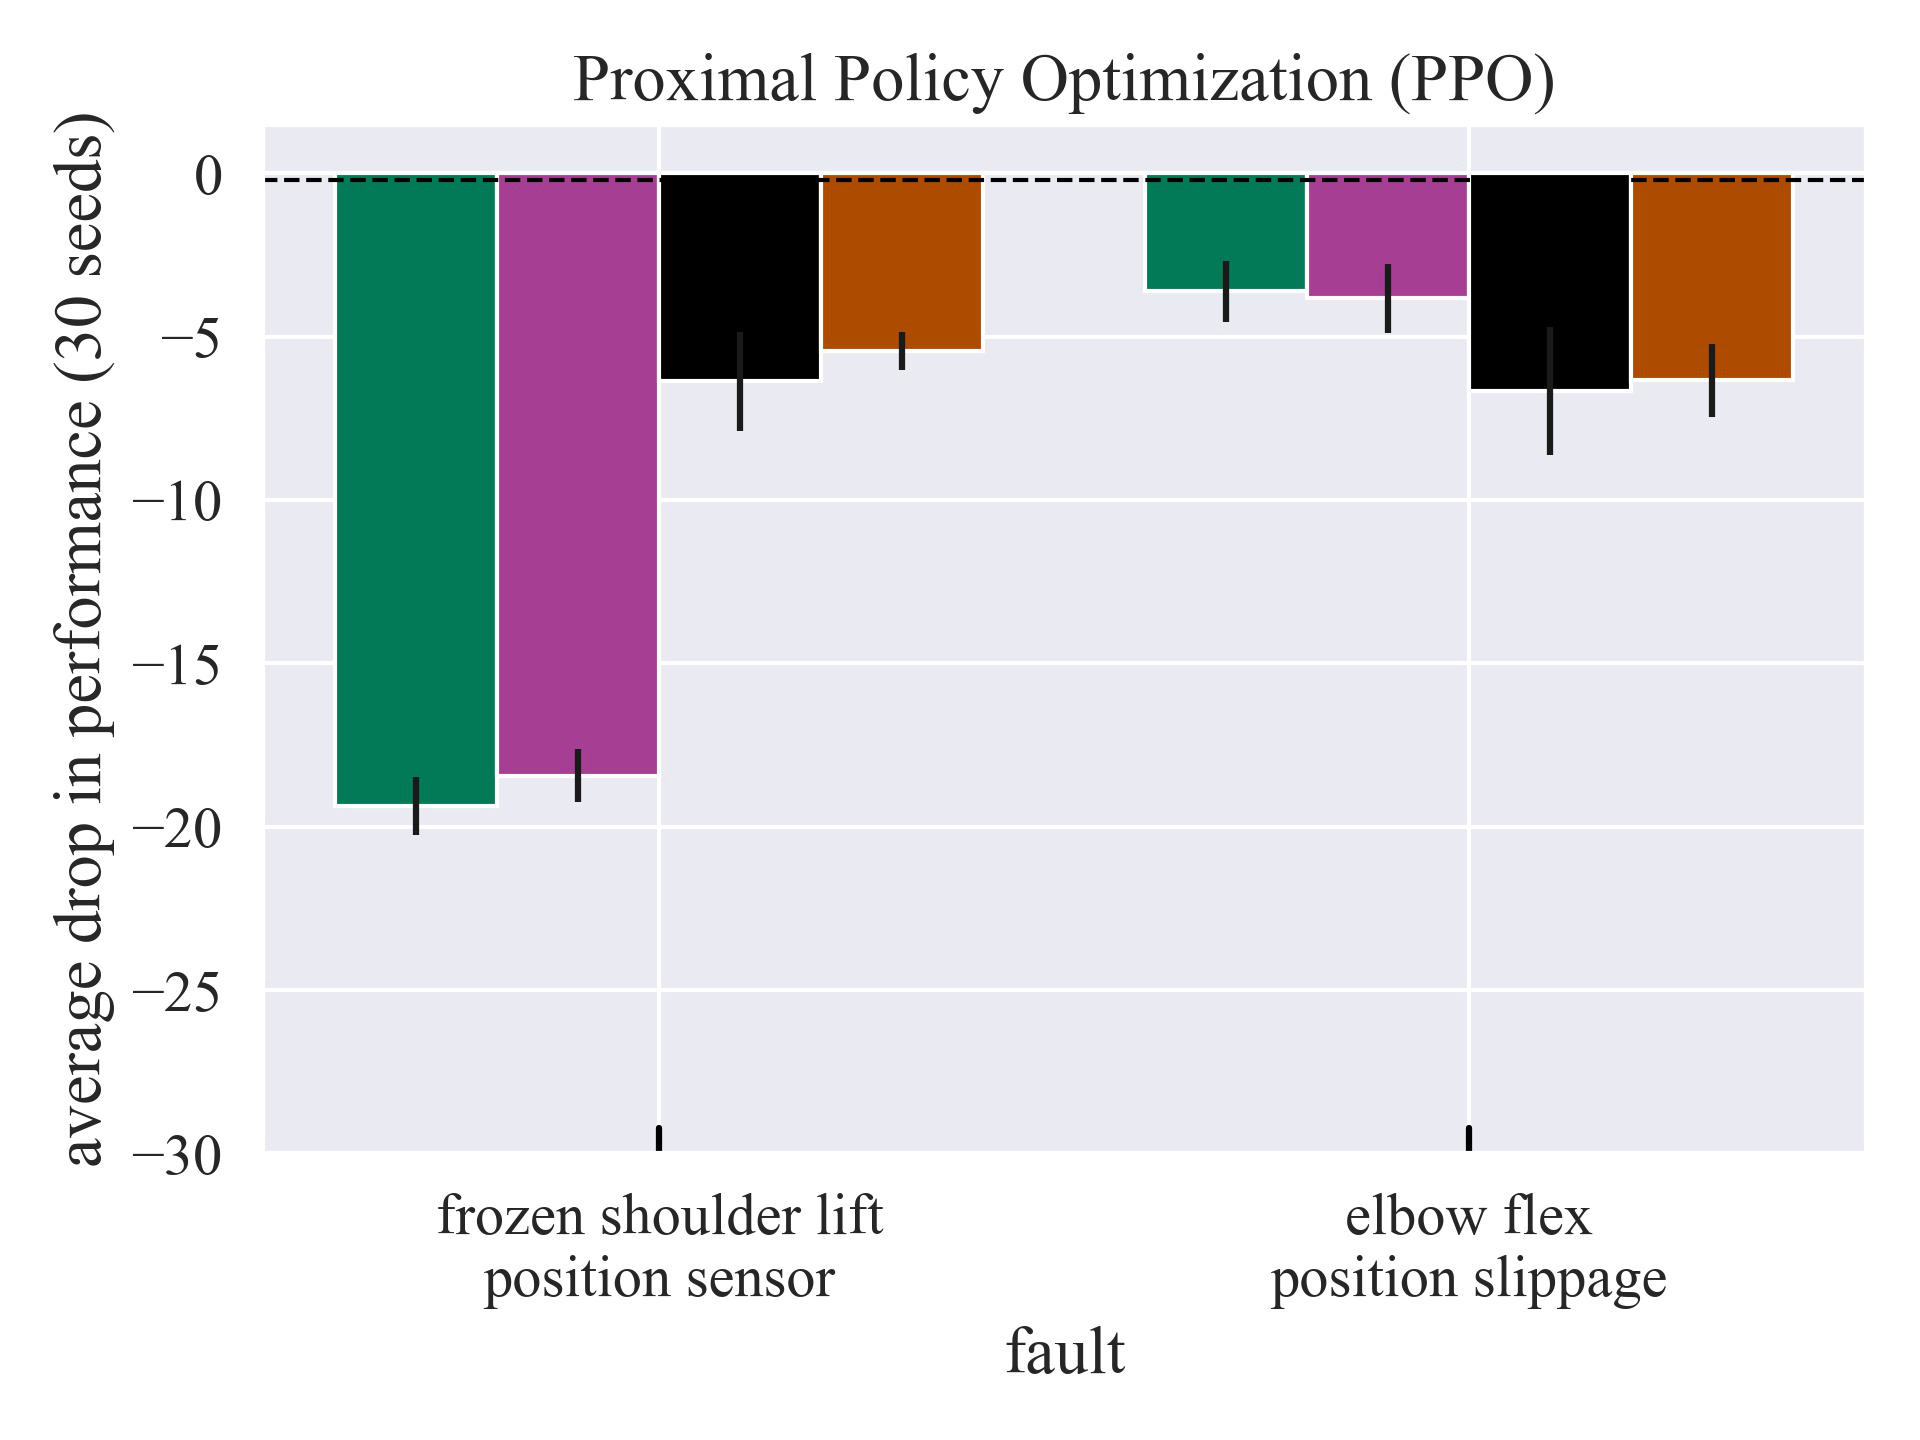 Proximal Policy Optimization (PPO)
average drop in performance (30 seeds)
0
−5
−10
−15
−20
−25
−30
frozen shoulder lift
position sensor
elbow flex
position slippage
fault